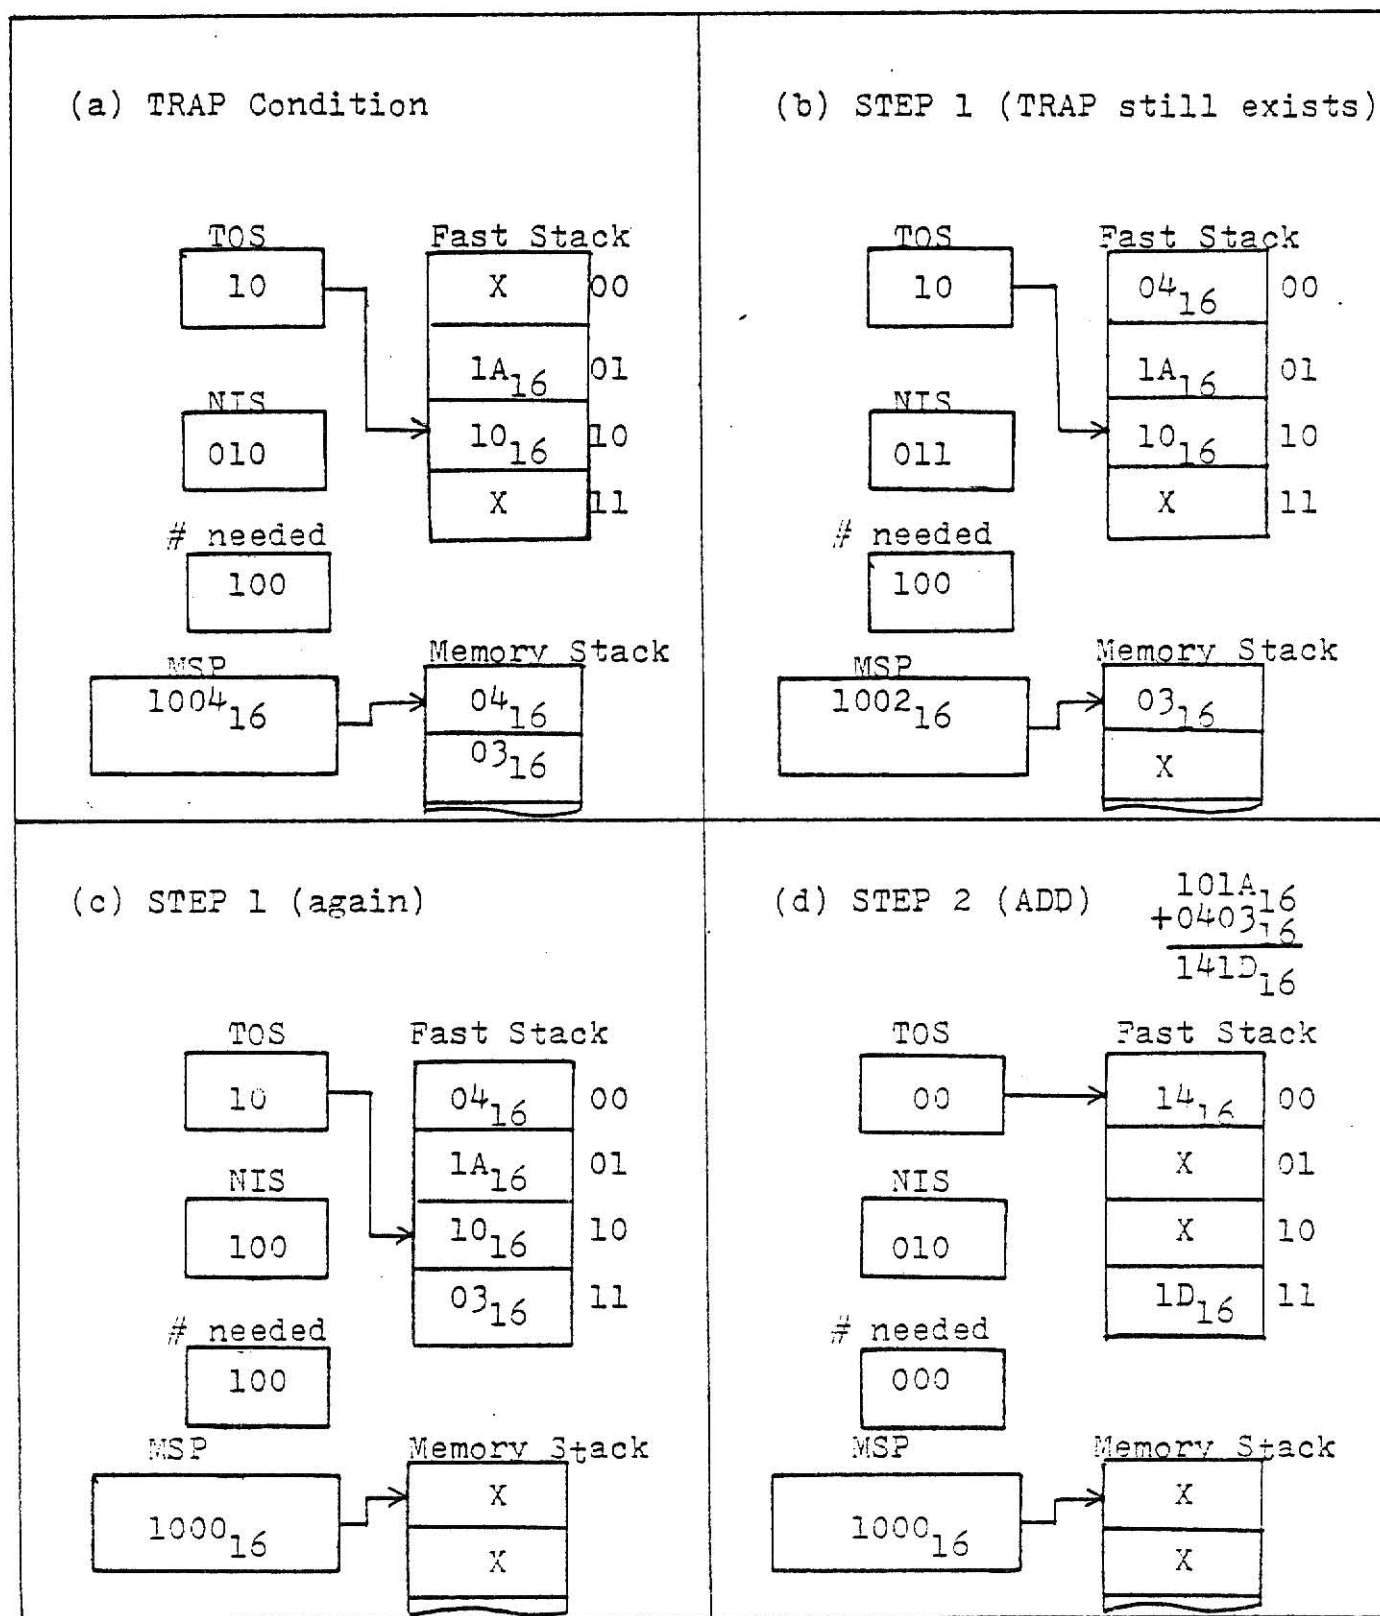 (a) TRAP Condition
TOS
Fast Stack
10
X
00
1A16
01
NIS
010
1016
10
X
11
# needed
100
MSP
Memory Stack
100416
0416
0316
(b) STEP 1 (TRAP still exists)
TOS
Fast Stack
10
0416
00
1A16
01
NIS
011
1016
10
X
11
# needed
100
MSP
Memory Stack
100216
0316
X
(c) STEP 1 (again)
TOS
Fast Stack
10
0416
00
1A16
01
NIS
100
1016
10
0316
11
# needed
100
MSP
Memory Stack
100016
X
X
(d) STEP 2 (ADD)
101A16
+040316
141D16
TOS
Fast Stack
00
1416
00
X
01
NIS
010
X
10
1D16
11
# needed
000
MSP
Memory Stack
100016
X
X